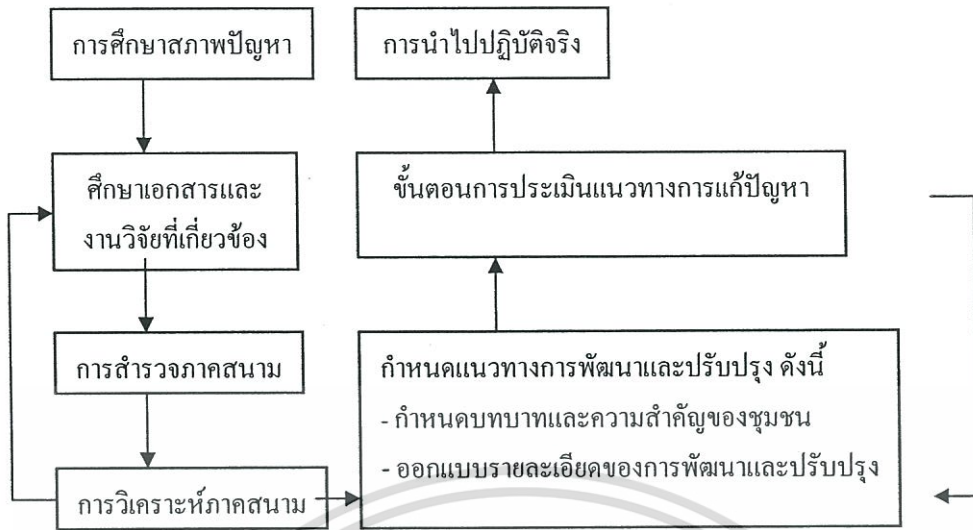 การศึกษาสภาพปัญหา
การนำไปปฏิบัติจริง
ศึกษาเอกสารและ
งานวิจัยที่เกี่ยวข้อง
ขั้นตอนการประเมินแนวทางการแก้ปัญหา
การสำรวจภาคสนาม
กำหนดแนวทางการพัฒนาและปรับปรุง ดังนี้
- กำหนดบทบาทและความสำคัญของชุมชน
- ออกแบบรายละเอียดของการพัฒนาและปรับปรุง
การวิเคราะห์ภาคสนาม